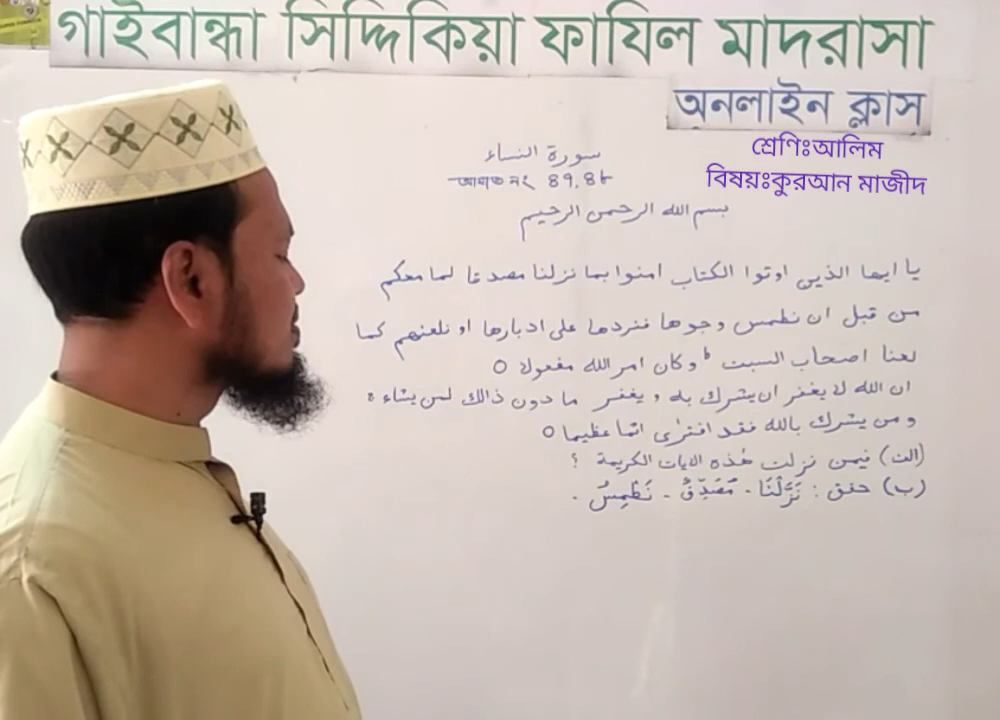 গাইবান্ধা সিদ্দিকিয়া ফাযিল মাদরাসা
অনলাইন ক্লাস
শ্রেণিঃআলিম
বিষয়ঃকুরআন মাজীদ
سورة النساء
আয়াত নং ৪৭,৪৮
بسم الله الرحمن الرحيم
يا ايها الذين اوتوا الكتاب امنوا بما نزلنا مصدقا لما معكم
من قبل ان نطمس وجوها فنردها على ادبارها او نلعنهم كما
لعنا اصحاب السبت ط وكان امر الله مفعولا ○
ان الله لا يغفر ان يشرك به ويغفر ما دون ذالك لمن يشاء
ومن يشرك بالله فقد افترى اثما عظيما ○
(الف) فيمن نزلت هذه الايات الكريمة ؟
(ب) حقق : نَزَّلْنَا - مُصَدِّقٌ - نَطْمِسُ .